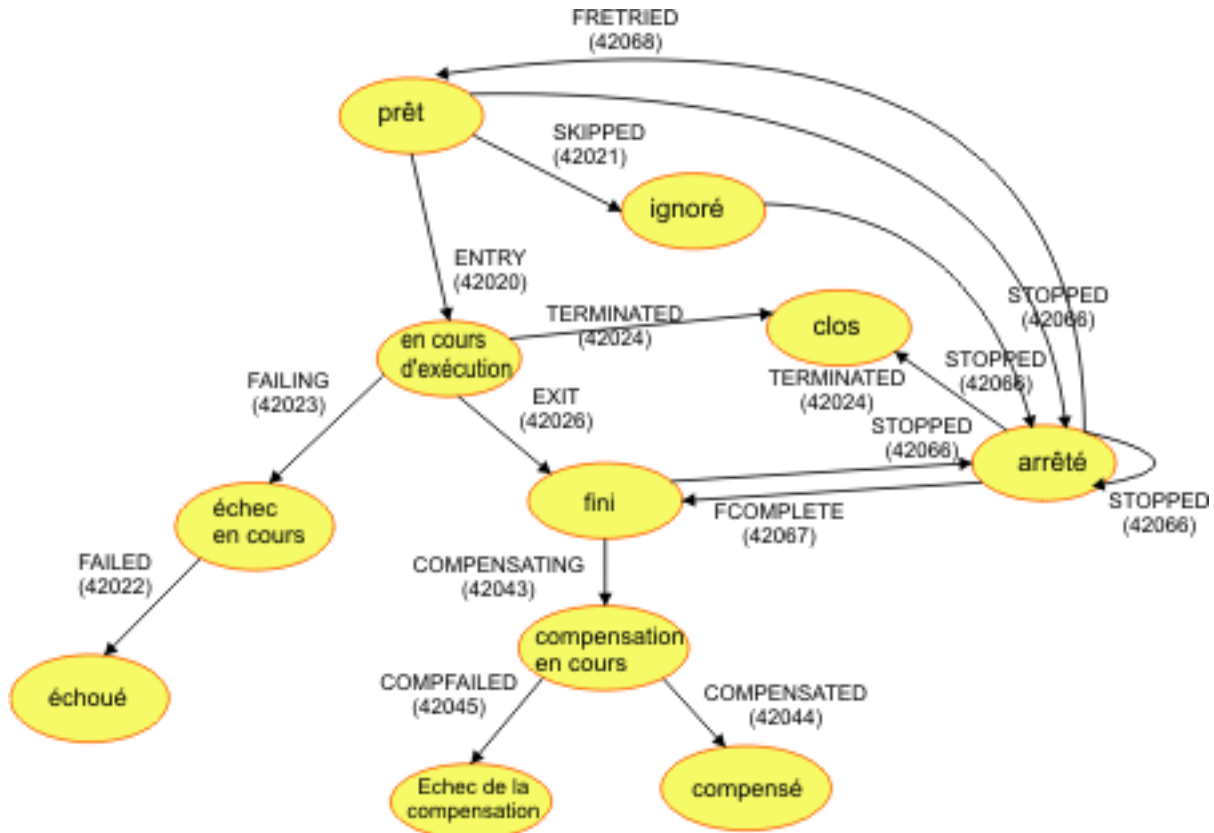 FRETRIED
(42068)
prêt
SKIPPED
(42021)
ignoré
ENTRY
(42020)
STOPPED
(42066)
TERMINATED
(42024)
clos
en cours
d'exécution
STOPPED
(42066)
TERMINATED
(42024)
FAILING
(42023)
EXIT
(42026)
STOPPED
(42066)
arrêté
fini
STOPPED
(42066)
FCOMPLETE
(42067)
échec
en cours
FAILED
(42022)
COMPENSATING
(42043)
compensation
en cours
échoué
COMPFAILED
(42045)
COMPENSATED
(42044)
Echec de la
compensation
compensé